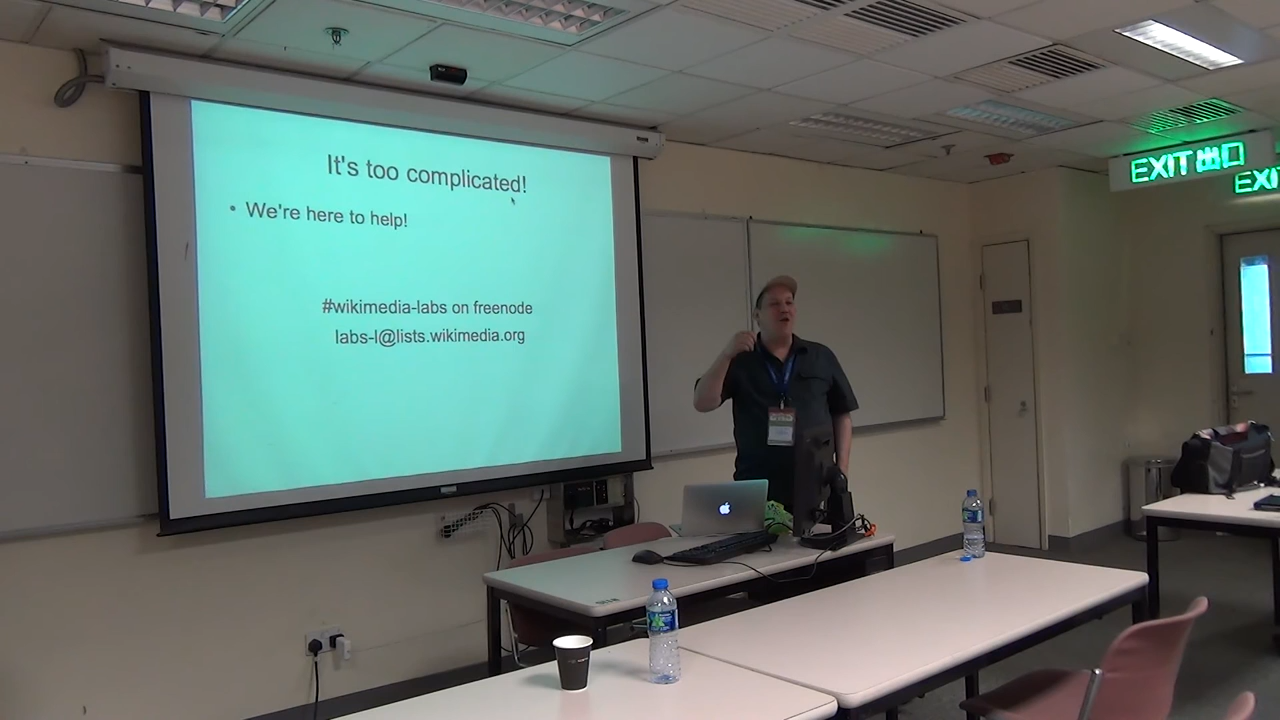 It's too complicated!
• We're here to help!
#wikimedia-labs on freenode
labs-l@lists.wikimedia.org
EXIT 出口
EXIT